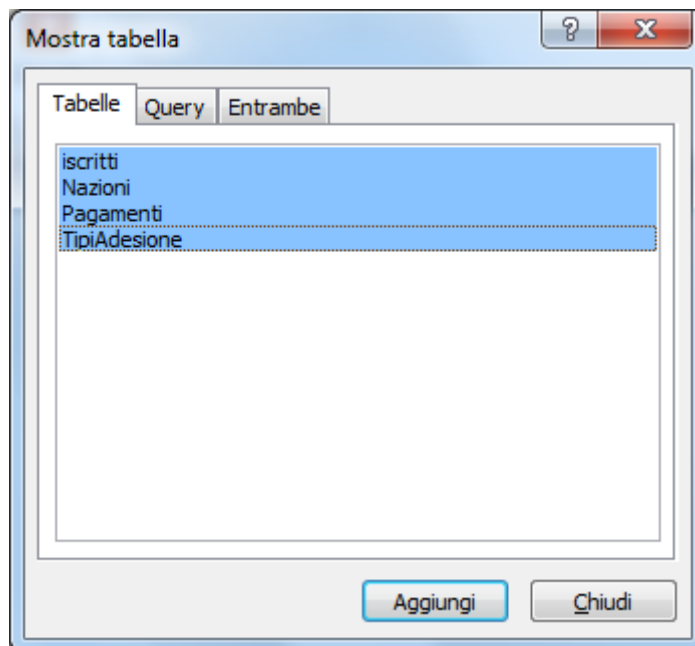 Mostra tabella
Tabelle Query Entrambe
iscritti
Nazioni
Pagamenti
TipiAdesione
Aggiungi Chiudi